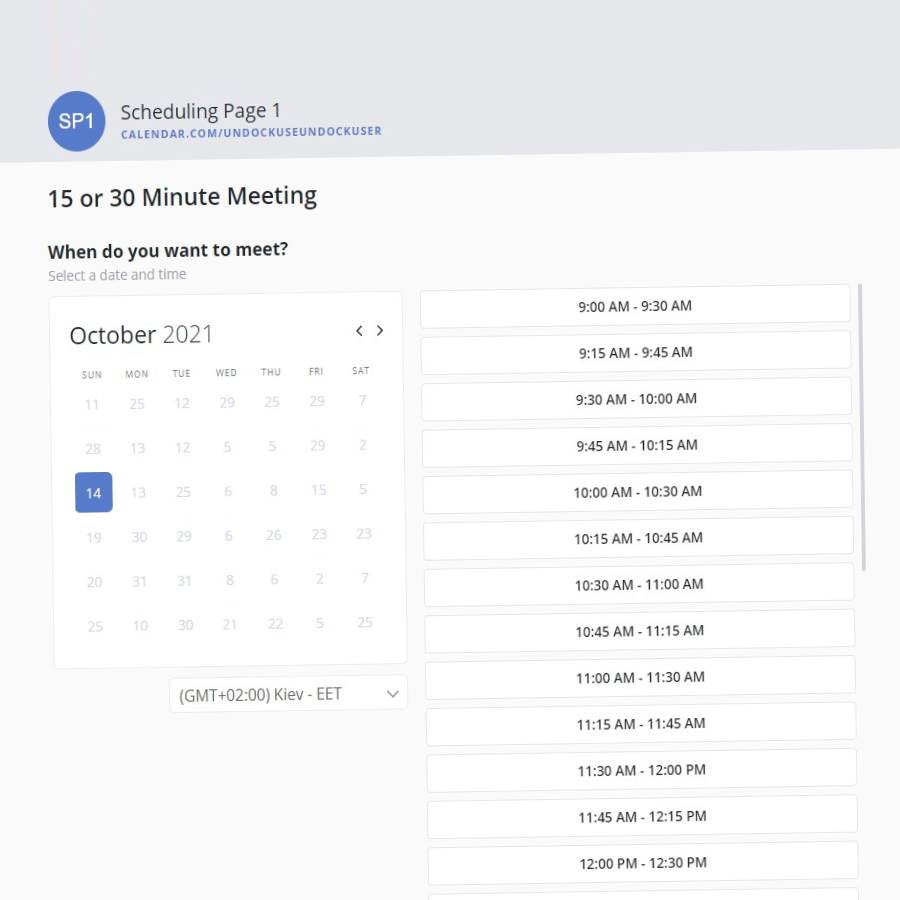 SP1
Scheduling Page 1
CALENDAR.COM/UNDOCKUSEUNDOCKUSER
15 or 30 Minute Meeting
When do you want to meet?
Select a date and time
October 2021
SUN MON TUE WED THU FRI SAT
11 25 12 29 25 29 7
28 13 12 5 5 29 2
14 13 25 6 8 15 5
19 30 29 6 26 23 23
20 31 31 8 6 2 7
25 10 30 21 22 5 25
(GMT+02:00) Kiev - EET
9:00 AM - 9:30 AM
9:15 AM - 9:45 AM
9:30 AM - 10:00 AM
9:45 AM - 10:15 AM
10:00 AM - 10:30 AM
10:15 AM - 10:45 AM
10:30 AM - 11:00 AM
10:45 AM - 11:15 AM
11:00 AM - 11:30 AM
11:15 AM - 11:45 AM
11:30 AM - 12:00 PM
11:45 AM - 12:15 PM
12:00 PM - 12:30 PM